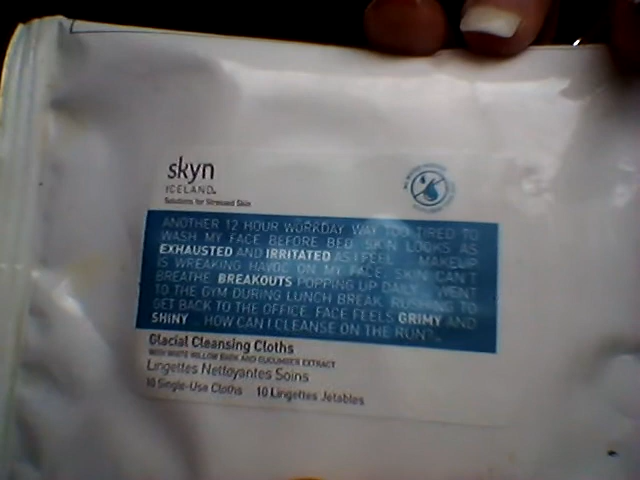 skyn
ICELAND.
Solutions for Stressed Skin
ANOTHER 12 HOUR WORKDAY. WAY TOO TIRED TO
WASH MY FACE BEFORE BED. SKIN LOOKS AS
EXHAUSTED AND IRRITATED AS I FEEL. MAKEUP
IS WREAKING HAVOC ON MY FACE. SKIN CAN'T
BREATHE. BREAKOUTS POPPING UP DAILY. WENT
TO THE GYM DURING LUNCH BREAK. RUSHING TO
GET BACK TO THE OFFICE. FACE FEELS GRIMY AND
SHINY. HOW CAN I CLEANSE ON THE RUN?
Glacial Cleansing Cloths
WITH WHITE WILLOW BARK AND CUCUMBER EXTRACT
Lingettes Nettoyantes Soins
10 Single-Use Cloths 10 Lingettes Jetables